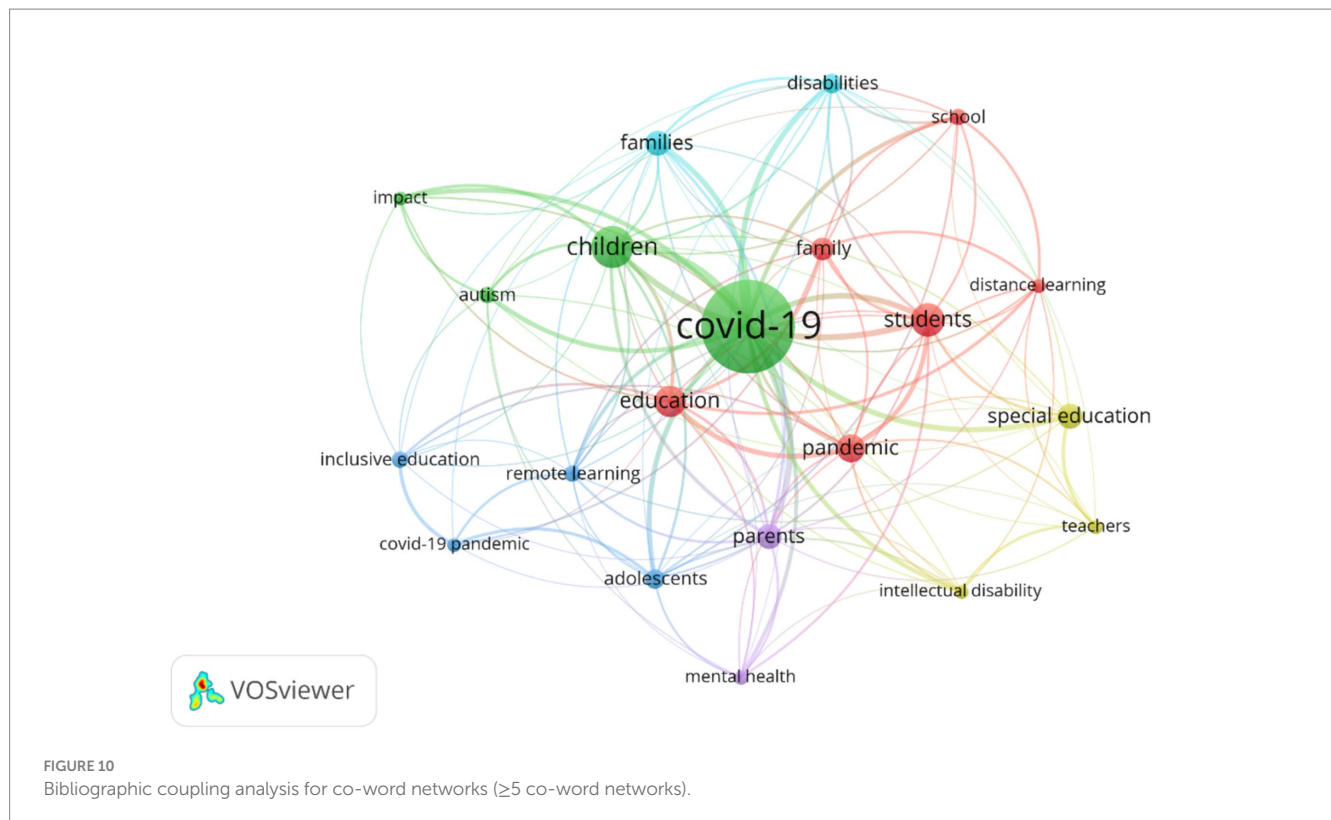 disabilities
school
families
impact
children
family
autism
distance learning
covid-19
students
education
special education
pandemic
inclusive education
remote learning
teachers
parents
covid-19 pandemic
adolescents
intellectual disability
mental health
VOSviewer
FIGURE 10
Bibliographic coupling analysis for co-word networks (≥5 co-word networks).